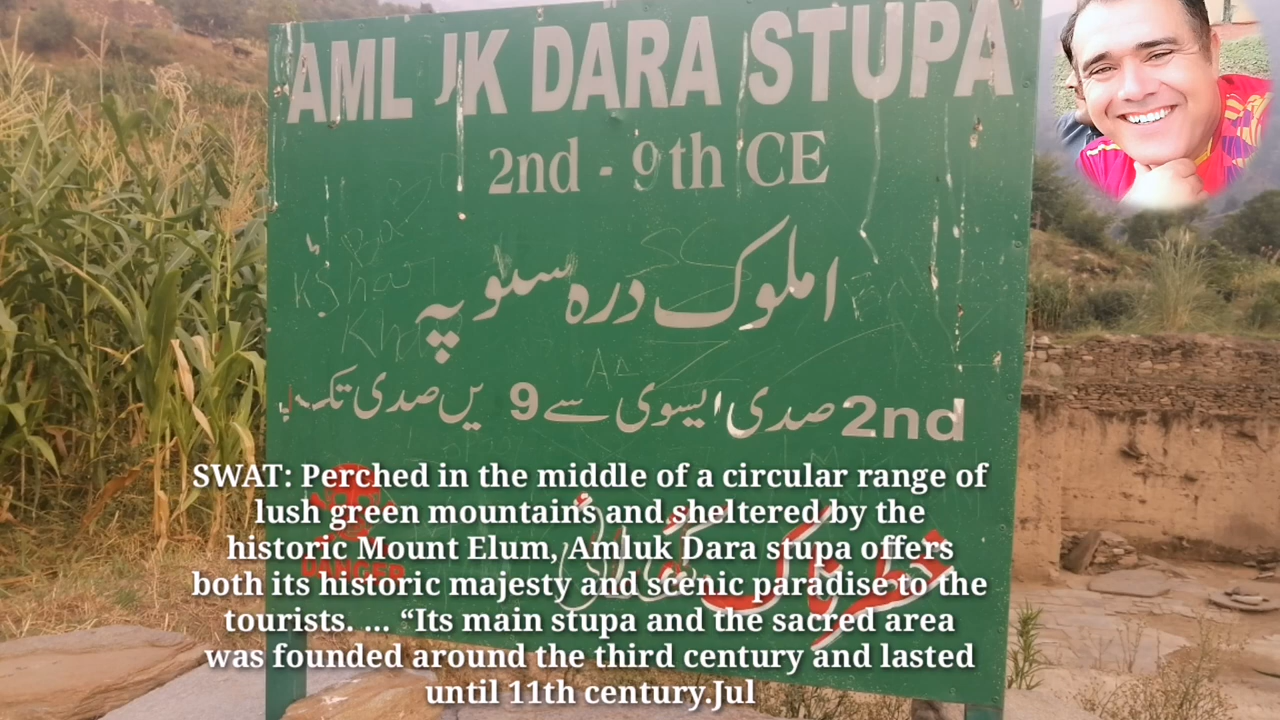 AML JK DARA STUPA
2nd - 9th CE
املوک درہ سٹوپہ
2nd صدی ایسوی سے 9 یں صدی تک
SWAT: Perched in the middle of a circular range of
lush green mountains and sheltered by the
historic Mount Elum, Amluk Dara stupa offers
both its historic majesty and scenic paradise to the
tourists. ... “Its main stupa and the sacred area
was founded around the third century and lasted
until 11th century.Jul
DANGER
خطرناک